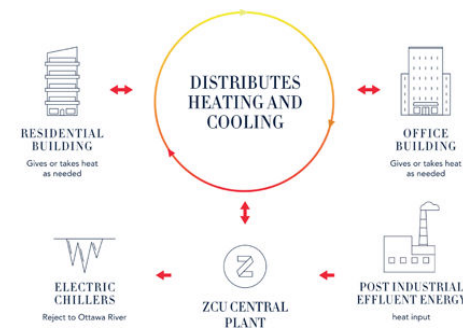 DISTRIBUTES
HEATING AND
COOLING
RESIDENTIAL
BUILDING
Gives or takes heat
as needed
OFFICE
BUILDING
Gives or takes heat
as needed
ELECTRIC
CHILLERS
Reject to Ottawa River
Z
ZCU CENTRAL
PLANT
POST INDUSTRIAL
EFFLUENT ENERGY
heat input